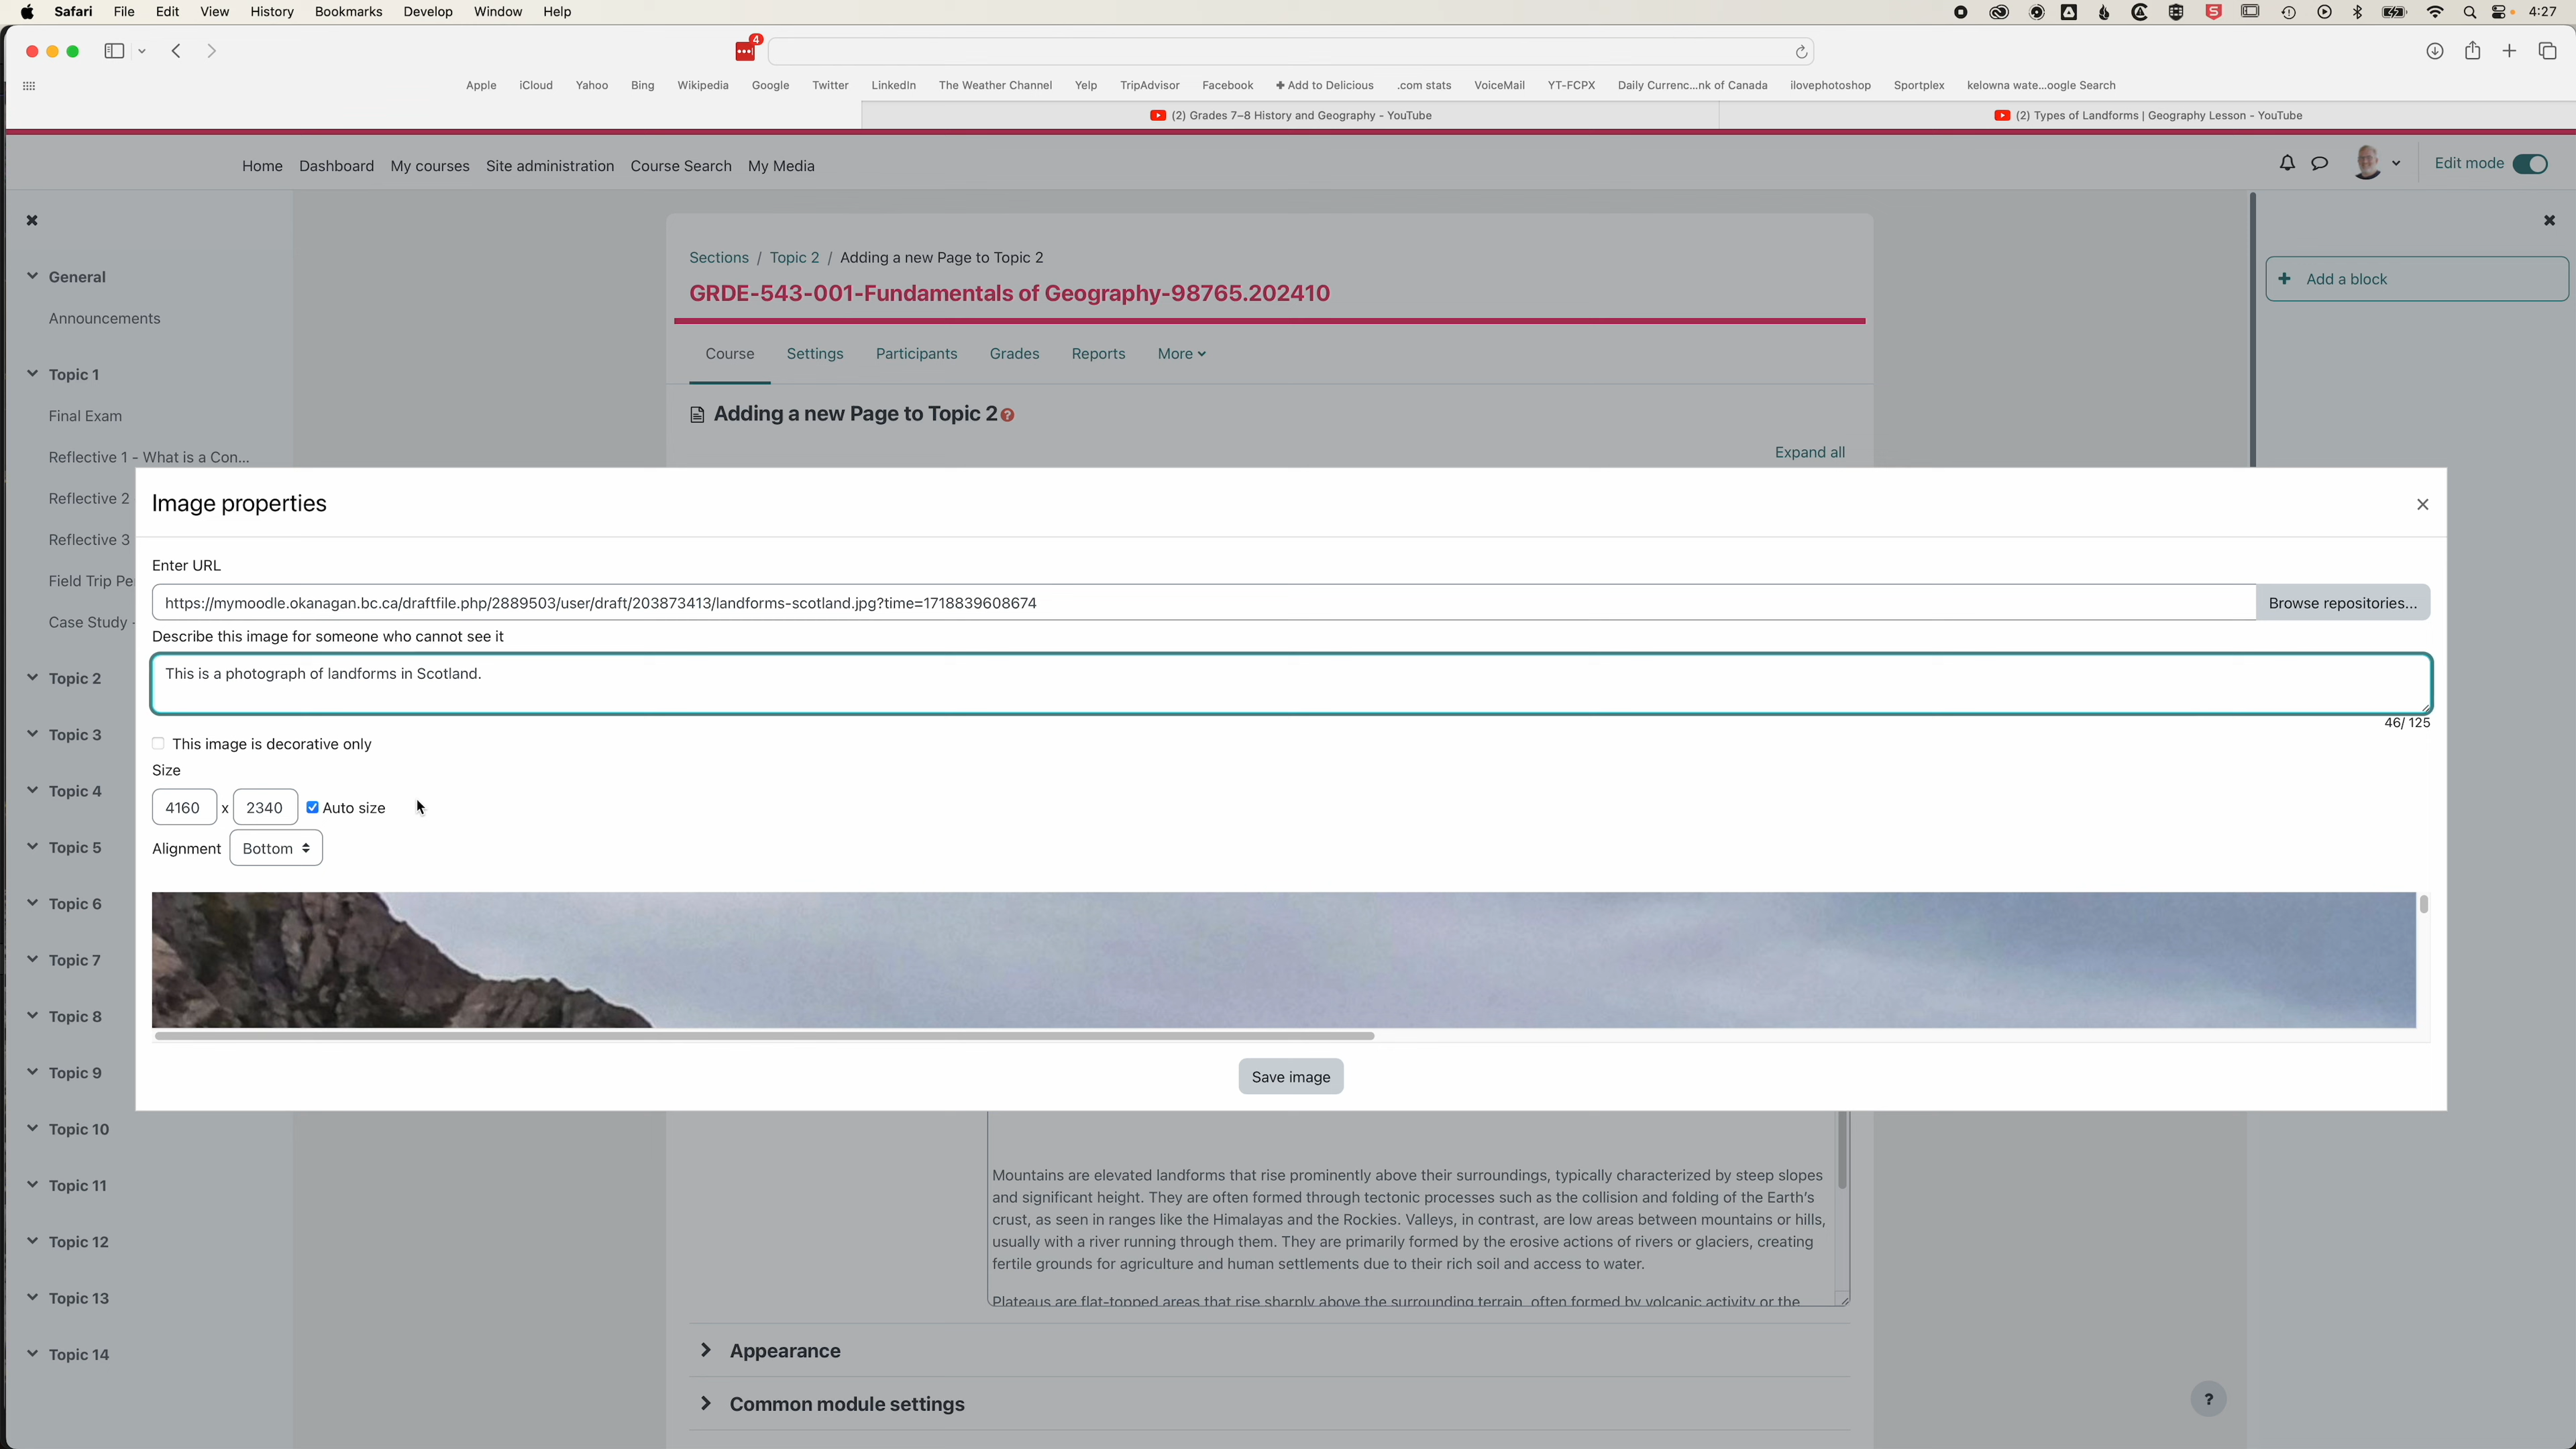 Safari File Edit View History Bookmarks Develop Window Help
4:27
4
Apple iCloud Yahoo Bing Wikipedia Google Twitter LinkedIn The Weather Channel Yelp TripAdvisor Facebook Add to Delicious .com stats VoiceMail YT-FCPX Daily Currenc...nk of Canada ilovephotoshop Sportplex kelowna wate...oogle Search
(2) Grades 7–8 History and Geography - YouTube (2) Types of Landforms | Geography Lesson - YouTube
Home Dashboard My courses Site administration Course Search My Media Edit mode
Sections / Topic 2 / Adding a new Page to Topic 2
GRDE-543-001-Fundamentals of Geography-98765.202410
Course Settings Participants Grades Reports More
Adding a new Page to Topic 2
Expand all
+ Add a block
General
Announcements
Topic 1
Final Exam
Reflective 1 - What is a Con...
Reflective 2
Reflective 3
Field Trip Pe
Case Study -
Topic 2
Topic 3
Topic 4
Topic 5
Topic 6
Topic 7
Topic 8
Topic 9
Topic 10
Topic 11
Topic 12
Topic 13
Topic 14
Image properties
Enter URL
https://mymoodle.okanagan.bc.ca/draftfile.php/2889503/user/draft/203873413/landforms-scotland.jpg?time=1718839608674
Browse repositories...
Describe this image for someone who cannot see it
This is a photograph of landforms in Scotland.
46/ 125
This image is decorative only
Size
4160 x 2340 Auto size
Alignment Bottom
Save image
Mountains are elevated landforms that rise prominently above their surroundings, typically characterized by steep slopes
and significant height. They are often formed through tectonic processes such as the collision and folding of the Earth's
crust, as seen in ranges like the Himalayas and the Rockies. Valleys, in contrast, are low areas between mountains or hills,
usually with a river running through them. They are primarily formed by the erosive actions of rivers or glaciers, creating
fertile grounds for agriculture and human settlements due to their rich soil and access to water.
Plateaus are flat-topped areas that rise sharply above the surrounding terrain, often formed by volcanic activity or the
Appearance
Common module settings
?